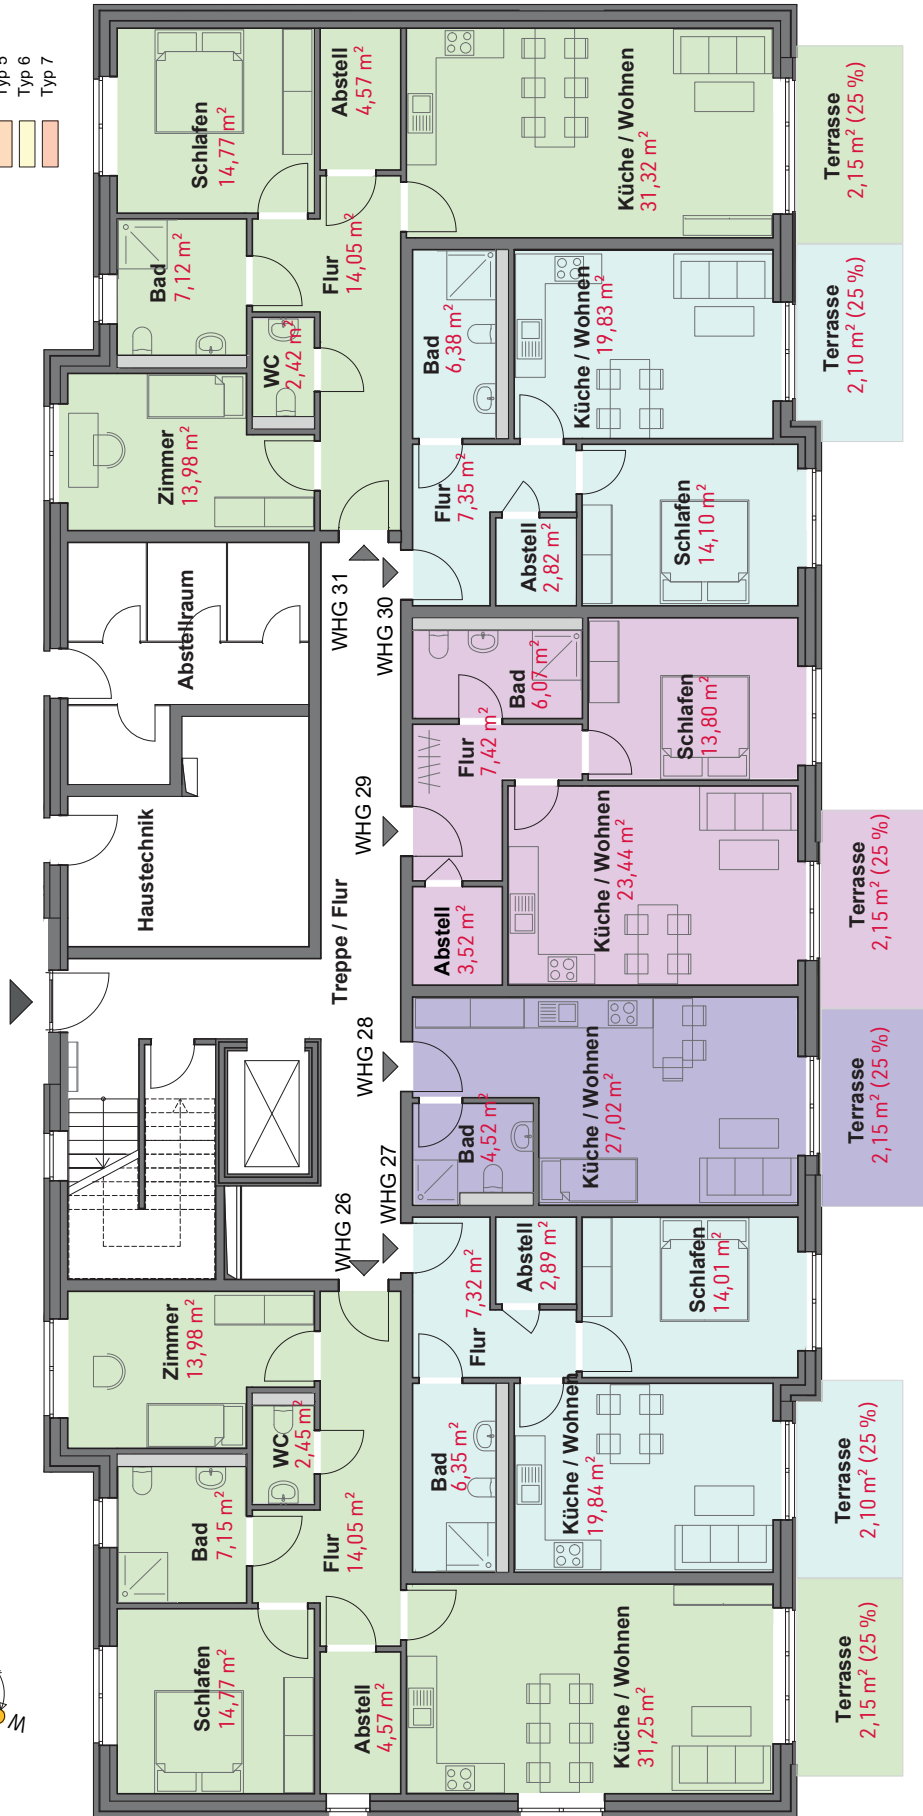 Typ 5
Typ 6
Typ 7
Schlafen
14,77 m²
Abstell
4,57 m²
Küche / Wohnen
31,32 m²
Terrasse
2,15 m² (25 %)
Bad
7,12 m²
Flur
14,05 m²
WC
2,42 m²
Zimmer
13,98 m²
Bad
6,38 m²
Küche / Wohnen
19,83 m²
Terrasse
2,10 m² (25 %)
Flur
7,35 m²
Abstell
2,82 m²
Schlafen
14,10 m²
WHG 31
WHG 30
Abstellraum
Bad
6,07 m²
Schlafen
13,80 m²
Flur
7,42 m²
WHG 29
Haustechnik
Küche / Wohnen
23,44 m²
Terrasse
2,15 m² (25 %)
Abstell
3,52 m²
Treppe / Flur
WHG 28
Küche / Wohnen
27,02 m²
Bad
4,52 m²
Terrasse
2,15 m² (25 %)
WHG 27
WHG 26
Abstell
2,89 m²
Schlafen
14,01 m²
Flur
7,32 m²
Zimmer
13,98 m²
WC
2,45 m²
Bad
6,35 m²
Küche / Wohnen
19,84 m²
Terrasse
2,10 m² (25 %)
Bad
7,15 m²
Flur
14,05 m²
Schlafen
14,77 m²
Abstell
4,57 m²
Küche / Wohnen
31,25 m²
Terrasse
2,15 m² (25 %)
W